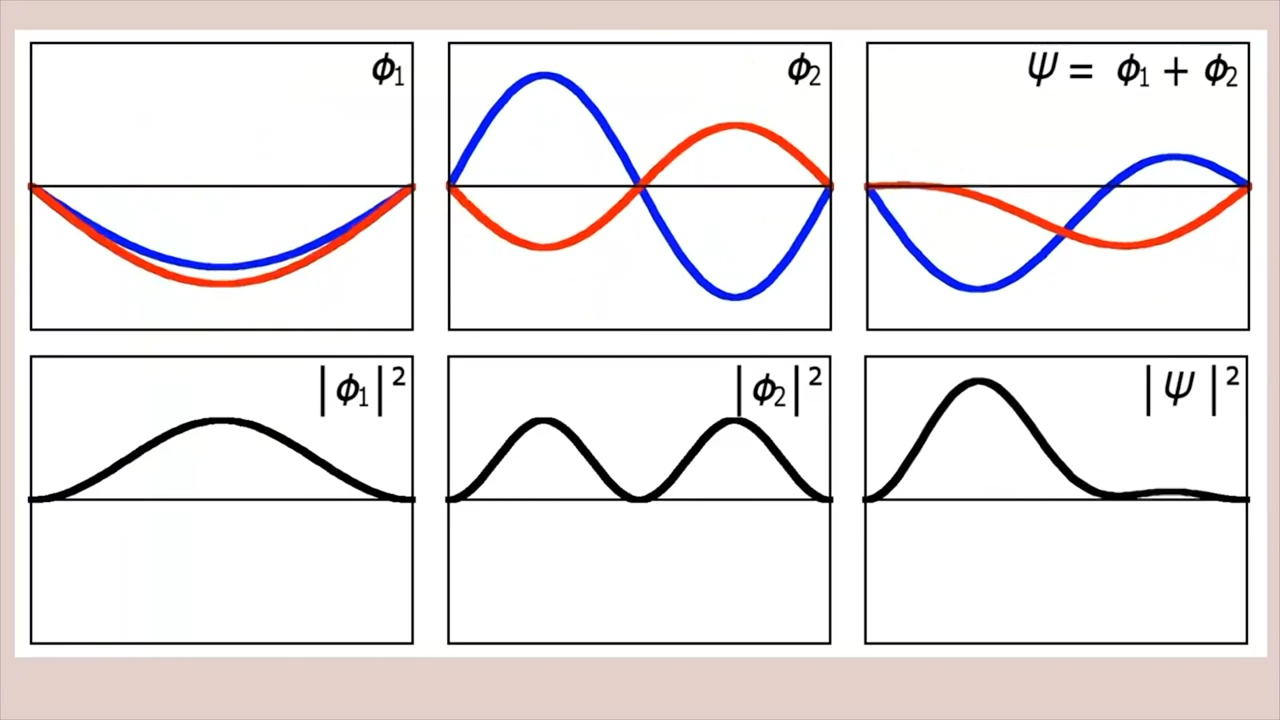 ϕ₁
ϕ₂
ψ = ϕ₁ + ϕ₂
|ϕ₁|²
|ϕ₂|²
|ψ|²